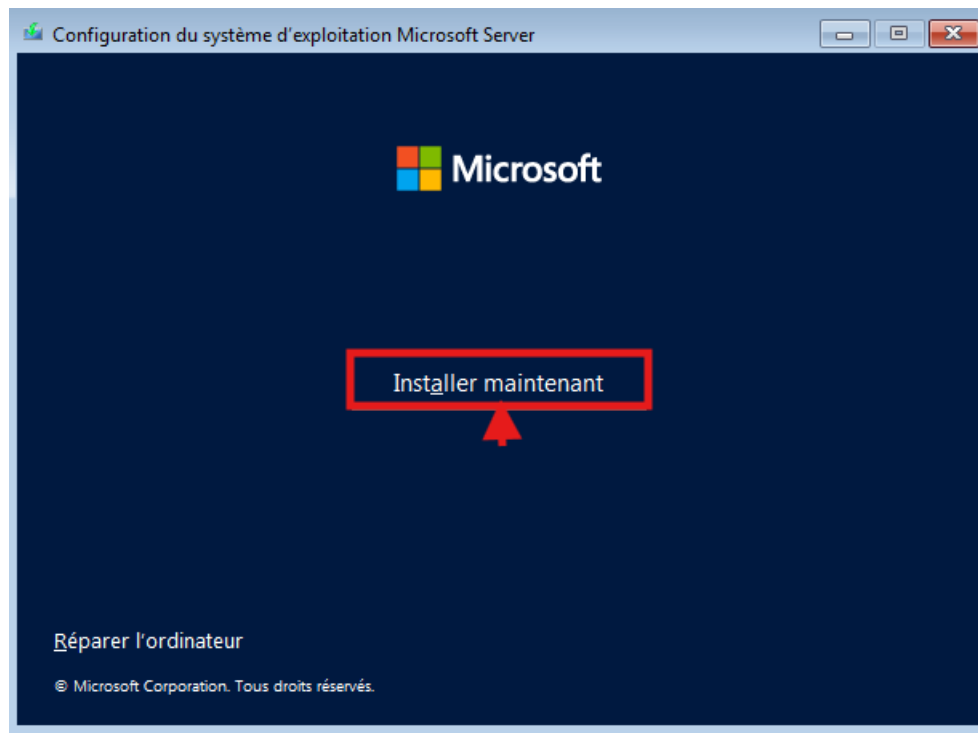 Configuration du système d'exploitation Microsoft Server
Microsoft
Installer maintenant
Réparer l'ordinateur
© Microsoft Corporation. Tous droits réservés.